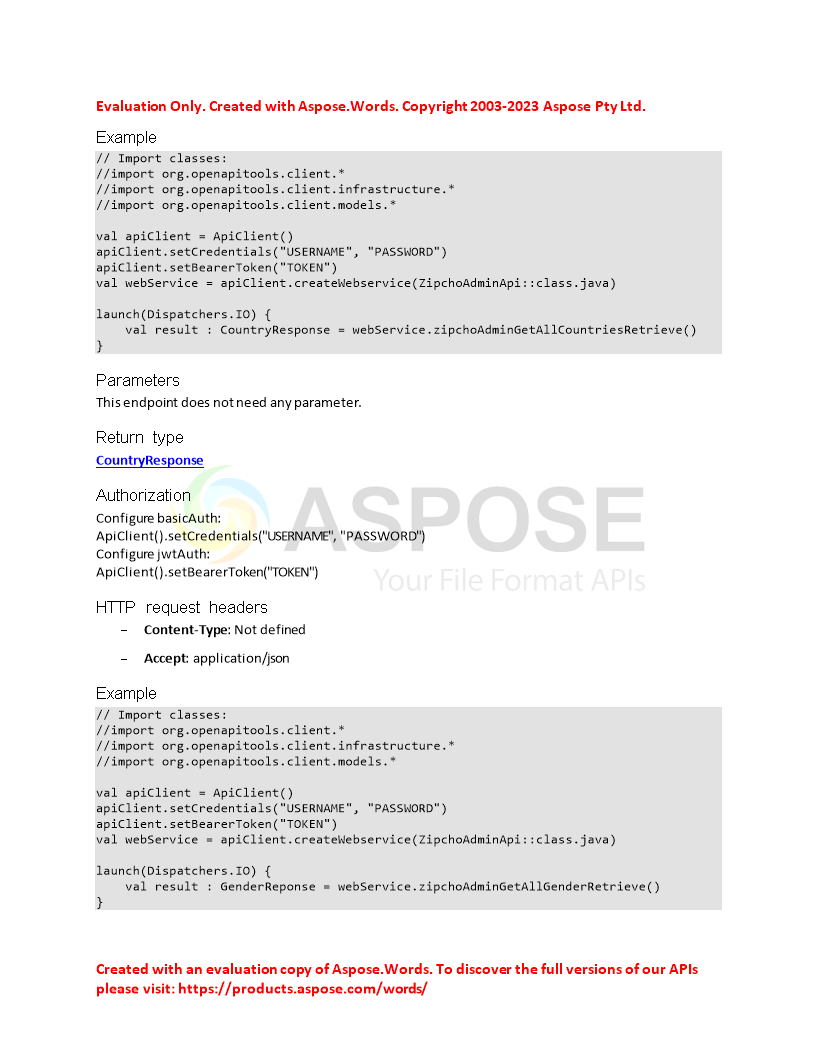 Evaluation Only. Created with Aspose.Words. Copyright 2003-2023 Aspose Pty Ltd.
Example
// Import classes:
//import org.openapitools.client.*
//import org.openapitools.client.infrastructure.*
//import org.openapitools.client.models.*
val apiClient = ApiClient()
apiClient.setCredentials("USERNAME", "PASSWORD")
apiClient.setBearerToken("TOKEN")
val webService = apiClient.createWebservice(ZipchoAdminApi::class.java)
launch(Dispatchers.IO) {
    val result : CountryResponse = webService.zipchoAdminGetAllCountriesRetrieve()
}
Parameters
This endpoint does not need any parameter.
Return type
CountryResponse
Authorization
Configure basicAuth:
ApiClient().setCredentials("USERNAME", "PASSWORD")
Configure jwtAuth:
ApiClient().setBearerToken("TOKEN")
ASPOSE
Your File Format APIs
HTTP request headers
– Content-Type: Not defined
– Accept: application/json
Example
// Import classes:
//import org.openapitools.client.*
//import org.openapitools.client.infrastructure.*
//import org.openapitools.client.models.*
val apiClient = ApiClient()
apiClient.setCredentials("USERNAME", "PASSWORD")
apiClient.setBearerToken("TOKEN")
val webService = apiClient.createWebservice(ZipchoAdminApi::class.java)
launch(Dispatchers.IO) {
    val result : GenderReponse = webService.zipchoAdminGetAllGenderRetrieve()
}
Created with an evaluation copy of Aspose.Words. To discover the full versions of our APIs
please visit: https://products.aspose.com/words/